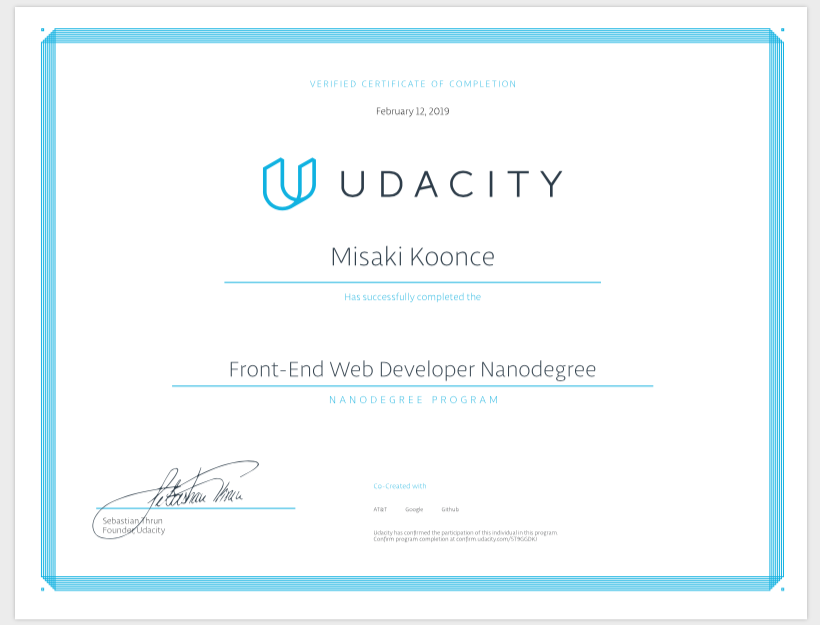 VERIFIED CERTIFICATE OF COMPLETION
February 12, 2019
UDACITY
Misaki Koonce
Has successfully completed the
Front-End Web Developer Nanodegree
NANODEGREE PROGRAM
Sebastian Thrun
Sebastian Thrun
Founder, Udacity
Co-Created with
AT&T Google Github
Udacity has confirmed the participation of this individual in this program.
Confirm program completion at confirm.udacity.com/